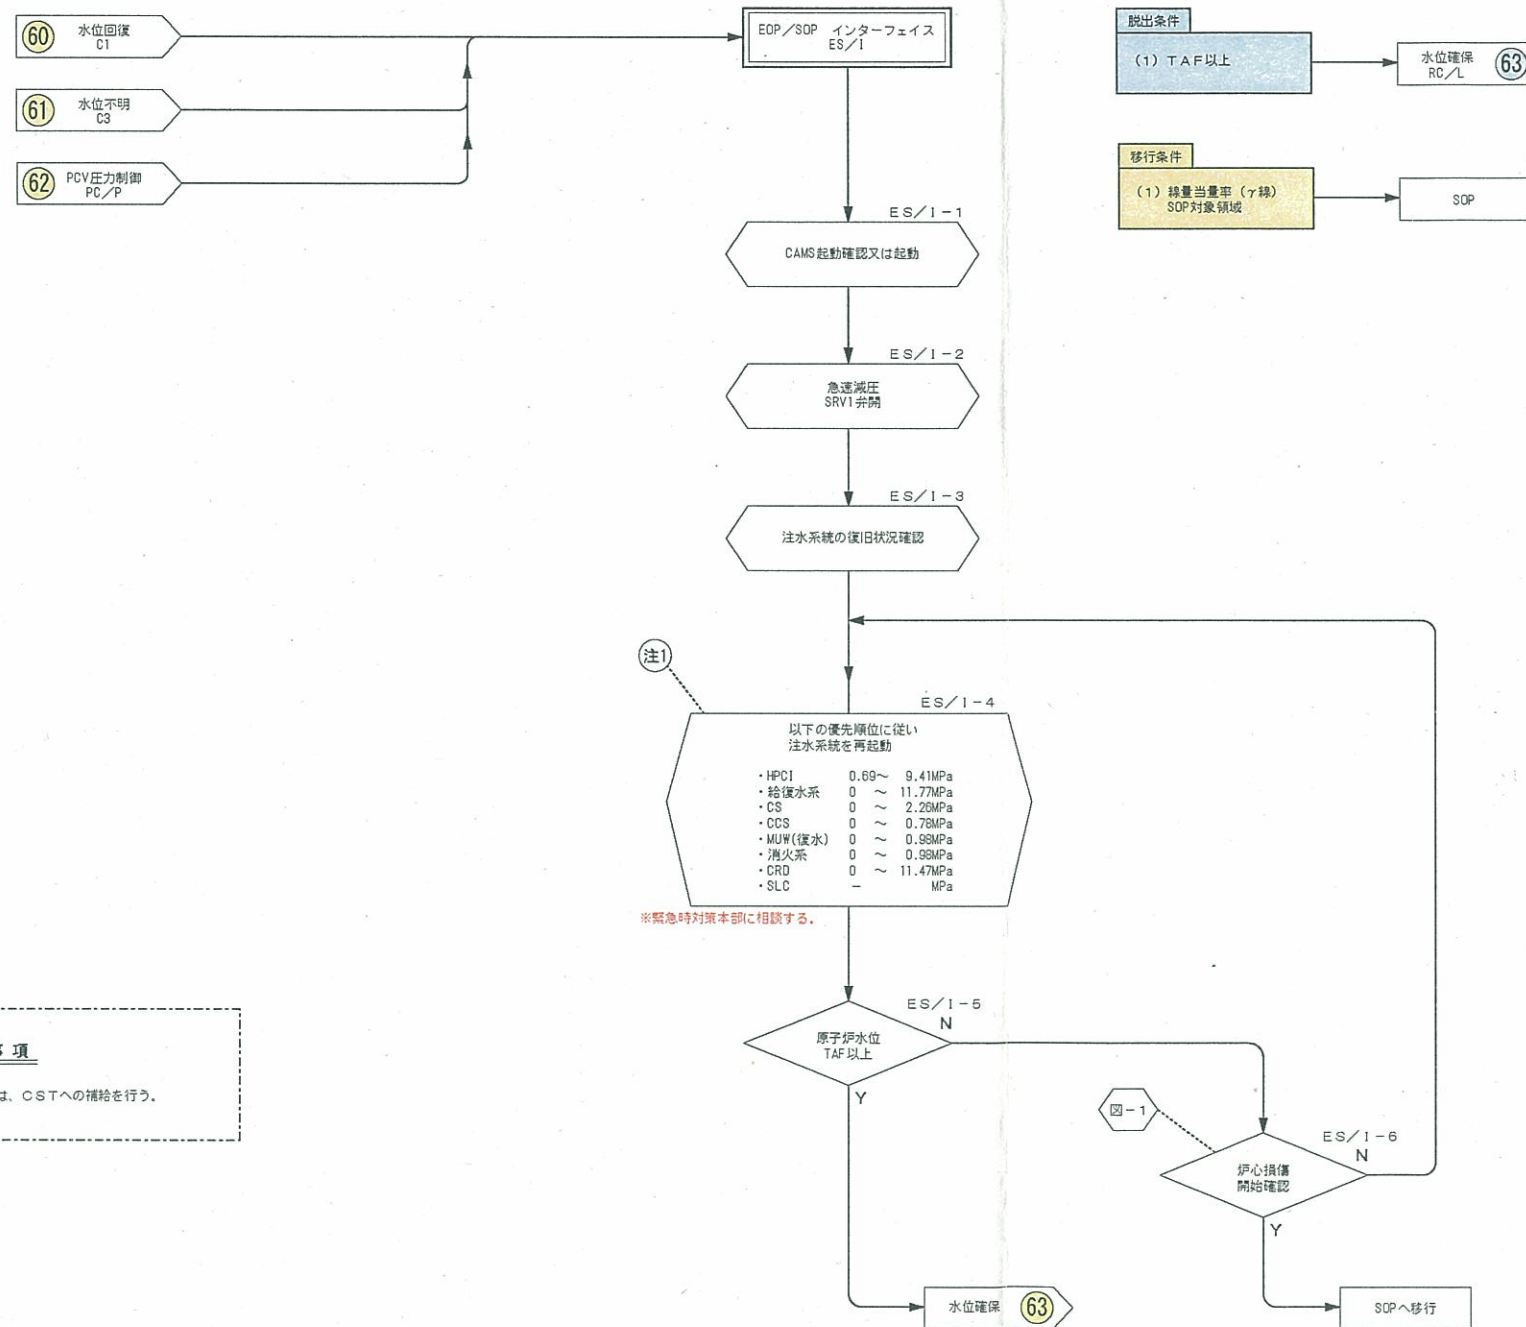 60 水位回復
C1
61 水位不明
C3
62 PCV圧力制御
PC/P
EOP/SOP インターフェイス
ES/I
脱出条件
(1) TAF以上
水位確保
RC/L
63
移行条件
(1) 線量当量率 (γ線)
SOP対象領域
SOP
ES/I-1
CAMS起動確認又は起動
ES/I-2
急速減圧
SRV1弁開
ES/I-3
注水系統の復旧状況確認
注1
ES/I-4
以下の優先順位に従い
注水系統を再起動
・HPCI 0.69~ 9.41MPa
・給復水系 0 ~ 11.77MPa
・CS 0 ~ 2.26MPa
・CCS 0 ~ 0.78MPa
・MUW(復水) 0 ~ 0.98MPa
・消火系 0 ~ 0.98MPa
・CRD 0 ~ 11.47MPa
・SLC - MPa
※緊急時対策本部に相談する。
ES/I-5
原子炉水位
TAF以上
N
Y
図-1
ES/I-6
炉心損傷
開始確認
N
Y
項
は、CSTへの補給を行う。
水位確保 63
SOPへ移行